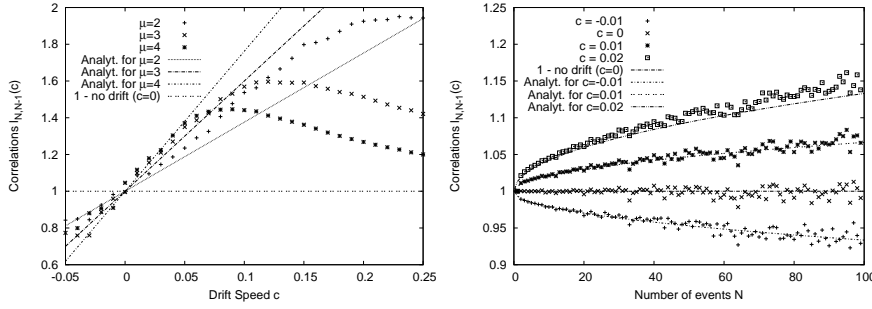 Correlations l_{N,N-1}(c)
2
1.8
1.6
1.4
1.2
1
0.8
0.6
μ=2
μ=3
μ=4
Analyt. for μ=2
Analyt. for μ=3
Analyt. for μ=4
1 - no drift (c=0)
-0.05 0 0.05 0.1 0.15 0.2 0.25
Drift Speed c
Correlations l_{N,N-1}(c)
1.25
1.2
1.15
1.1
1.05
1
0.95
0.9
c = -0.01
c = 0
c = 0.01
c = 0.02
1 - no drift (c=0)
Analyt. for c=-0.01
Analyt. for c=0.01
Analyt. for c=0.02
0 20 40 60 80 100
Number of events N